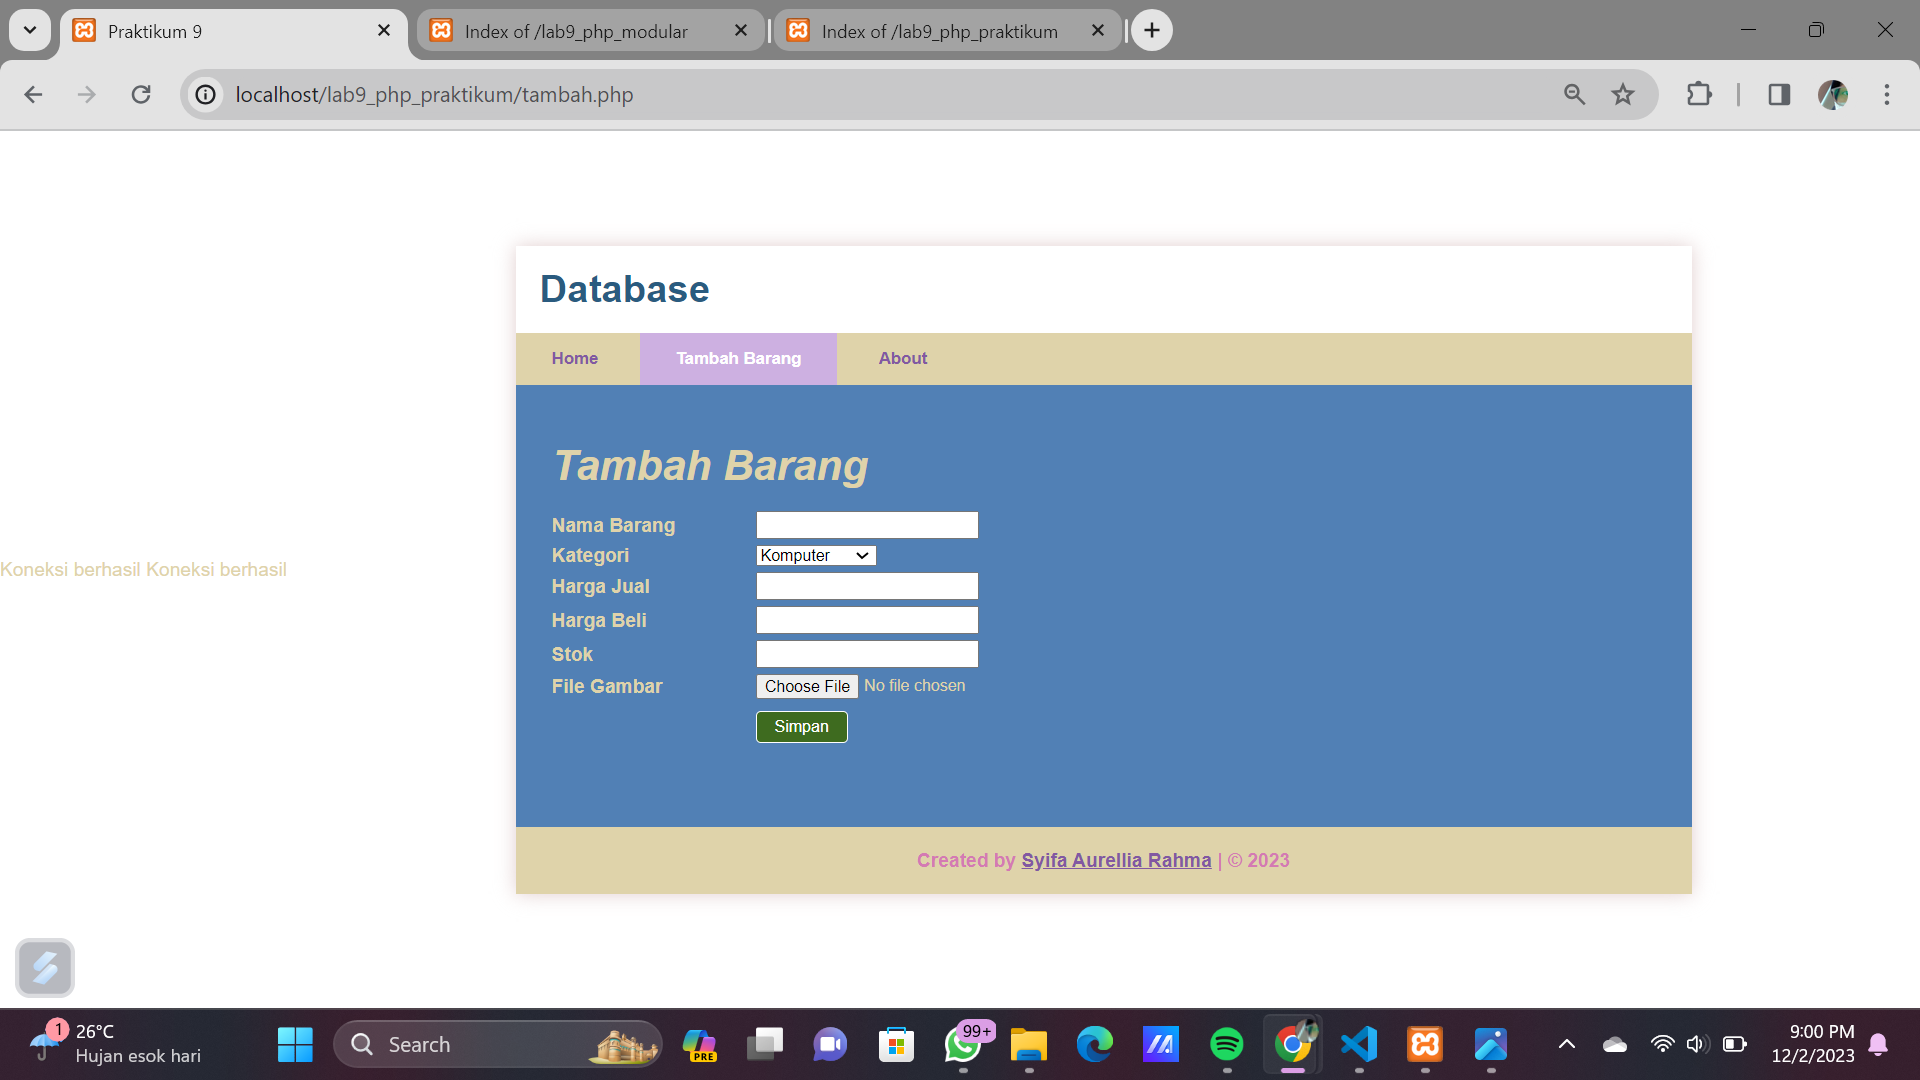 Praktikum 9
Index of /lab9_php_modular
Index of /lab9_php_praktikum
localhost/lab9_php_praktikum/tambah.php
Database
Home Tambah Barang About
Tambah Barang
Nama Barang
Kategori Komputer
Harga Jual
Harga Beli
Stok
File Gambar Choose File No file chosen
Simpan
Koneksi berhasil Koneksi berhasil
Created by Syifa Aurellia Rahma | © 2023
1
26°C
Hujan esok hari
Search
PRE
99+
9:00 PM
12/2/2023